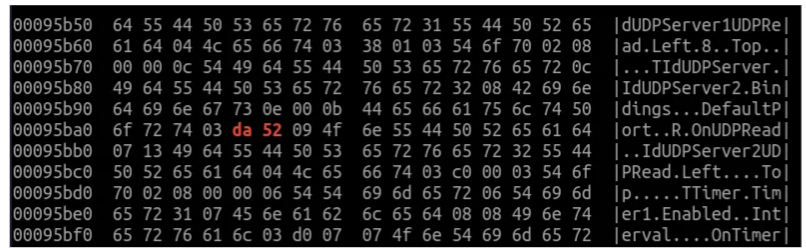 00095b50  64 55 44 50 53 65 72 76  65 72 31 55 44 50 52 65  |dUDPServer1UDPRe|
00095b60  61 64 04 4c 65 66 74 03  38 01 03 54 6f 70 02 08  |ad.Left.8..Top..|
00095b70  00 00 0c 54 49 64 55 44  50 53 65 72 76 65 72 0c  |...TIdUDPServer.|
00095b80  49 64 55 44 50 53 65 72  76 65 72 32 08 42 69 6e  |IdUDPServer2.Bin|
00095b90  64 69 6e 67 73 0e 00 0b  44 65 66 61 75 6c 74 50  |dings...DefaultP|
00095ba0  6f 72 74 03 da 52 09 4f  6e 55 44 50 52 65 61 64  |ort..R.OnUDPRead|
00095bb0  07 13 49 64 55 44 50 53  65 72 76 65 72 32 55 44  |..IdUDPServer2UD|
00095bc0  50 52 65 61 64 04 4c 65  66 74 03 c0 00 03 54 6f  |PRead.Left....To|
00095bd0  70 02 08 00 00 06 54 54  69 6d 65 72 06 54 69 6d  |p.....TTimer.Tim|
00095be0  65 72 31 07 45 6e 61 62  6c 65 64 08 08 49 6e 74  |er1.Enabled..Int|
00095bf0  65 72 76 61 6c 03 d0 07  07 4f 6e 54 69 6d 65 72  |erval....OnTimer|